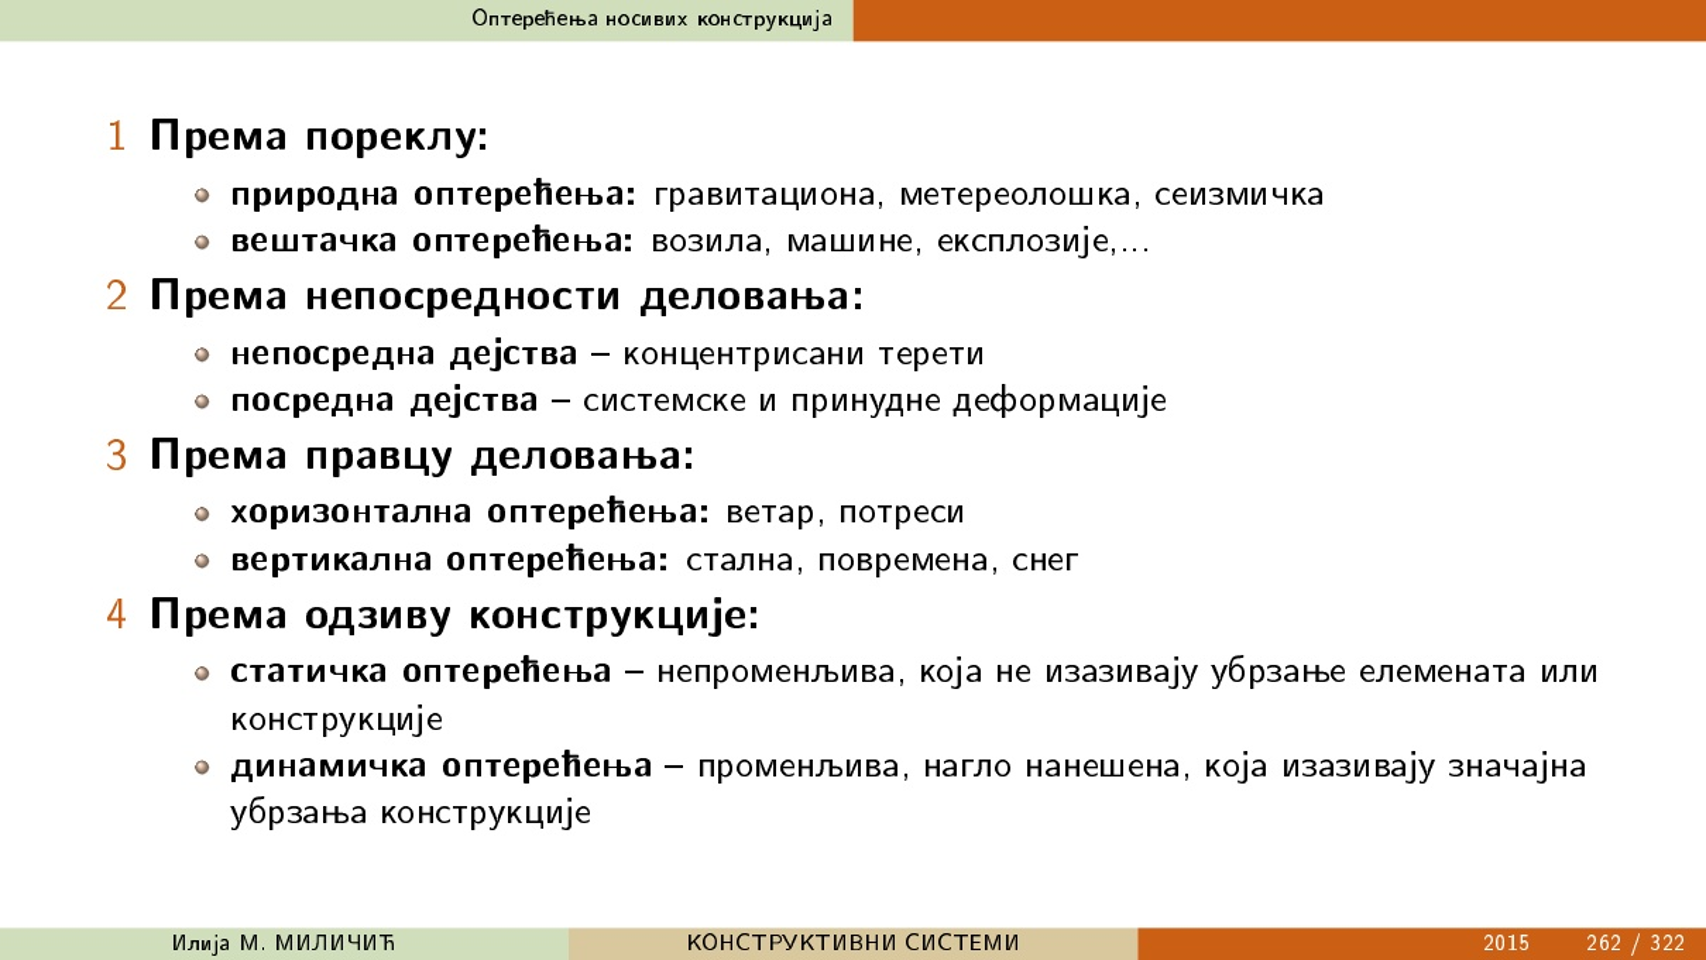 Оптерећења носивих конструкција
1 Према пореклу:
природна оптерећења: гравитациона, метереолошка, сеизмичка
вештачка оптерећења: возила, машине, експлозије,...
2 Према непосредности деловања:
непосредна дејства – концентрисани терети
посредна дејства – системске и принудне деформације
3 Према правцу деловања:
хоризонтална оптерећења: ветар, потреси
вертикална оптерећења: стална, повремена, снег
4 Према одзиву конструкције:
статичка оптерећења – непроменљива, која не изазивају убрзање елемената или
конструкције
динамичка оптерећења – променљива, нагло нанешена, која изазивају значајна
убрзања конструкције
Илија М. МИЛИЧИЋ КОНСТРУКТИВНИ СИСТЕМИ 2015 262 / 322